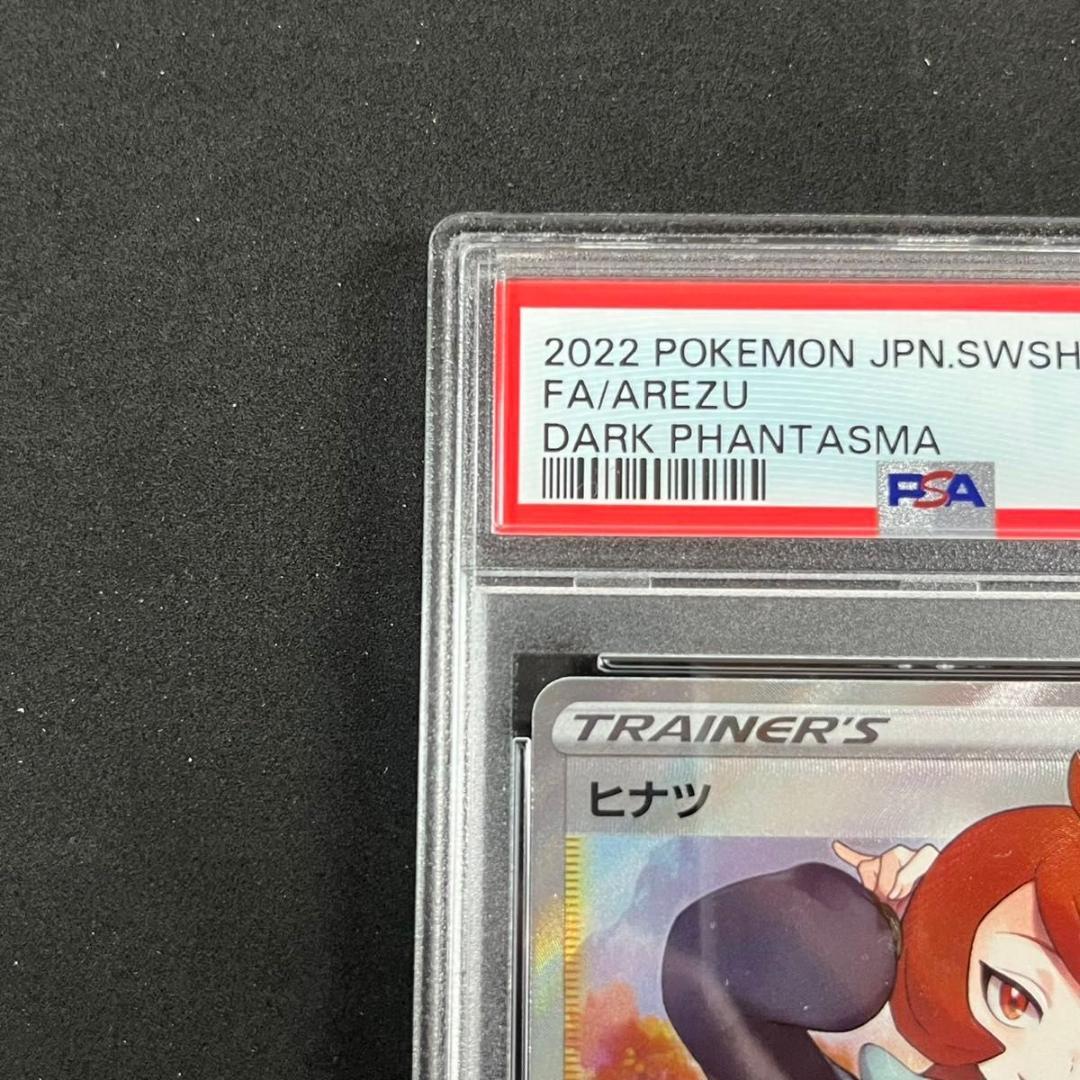 2022 POKEMON JPN.SWSH
FA/AREZU
DARK PHANTASMA
PSA
TRAINER'S
ヒナツ